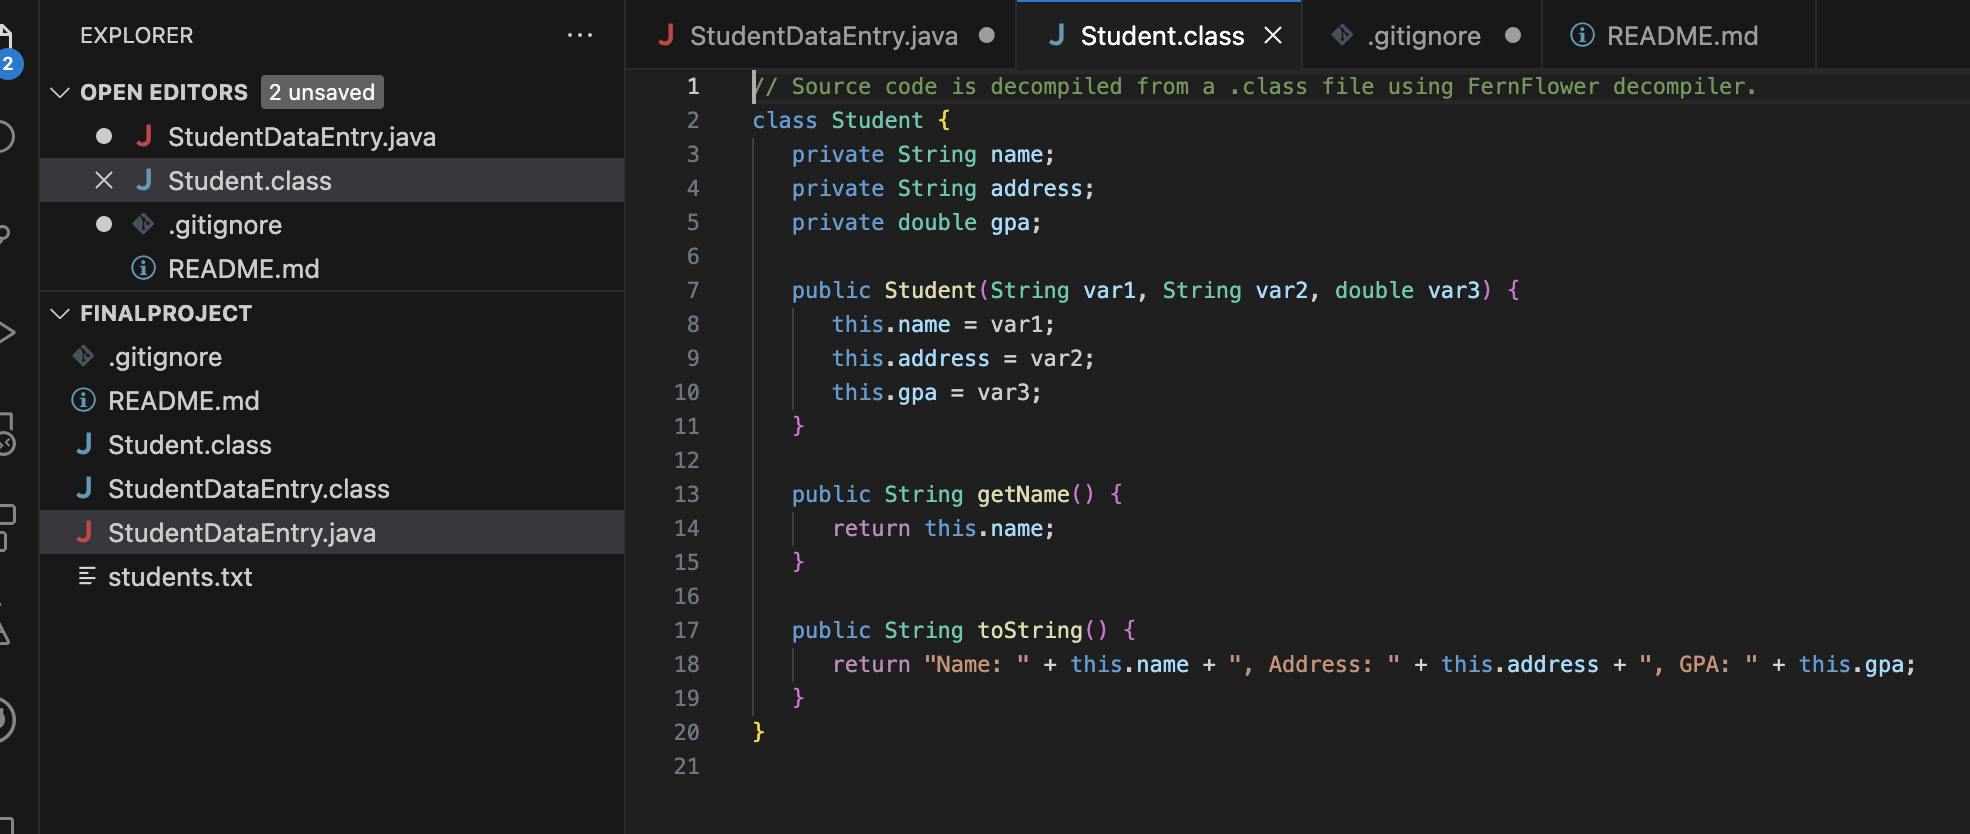 EXPLORER
OPEN EDITORS 2 unsaved
StudentDataEntry.java
Student.class
.gitignore
README.md
FINALPROJECT
.gitignore
README.md
Student.class
StudentDataEntry.class
StudentDataEntry.java
students.txt
2
StudentDataEntry.java Student.class .gitignore README.md
1 // Source code is decompiled from a .class file using FernFlower decompiler.
2 class Student {
3 private String name;
4 private String address;
5 private double gpa;
6
7 public Student(String var1, String var2, double var3) {
8 this.name = var1;
9 this.address = var2;
10 this.gpa = var3;
11 }
12
13 public String getName() {
14 return this.name;
15 }
16
17 public String toString() {
18 return "Name: " + this.name + ", Address: " + this.address + ", GPA: " + this.gpa;
19 }
20 }
21